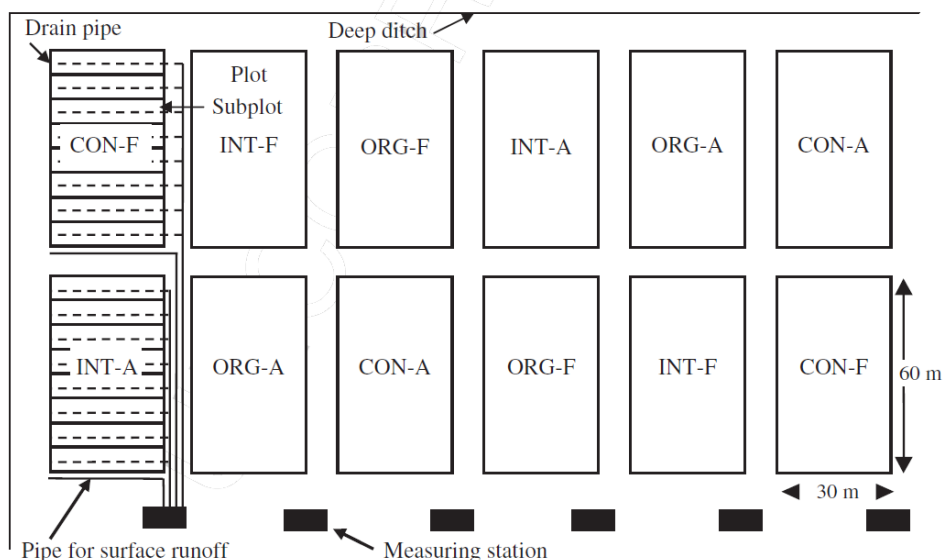 Drain pipe
Deep ditch
Plot
Subplot
CON-F
INT-F
ORG-F
INT-A
ORG-A
CON-A
INT-A
ORG-A
CON-A
ORG-F
INT-F
CON-F
60 m
30 m
Pipe for surface runoff
Measuring station